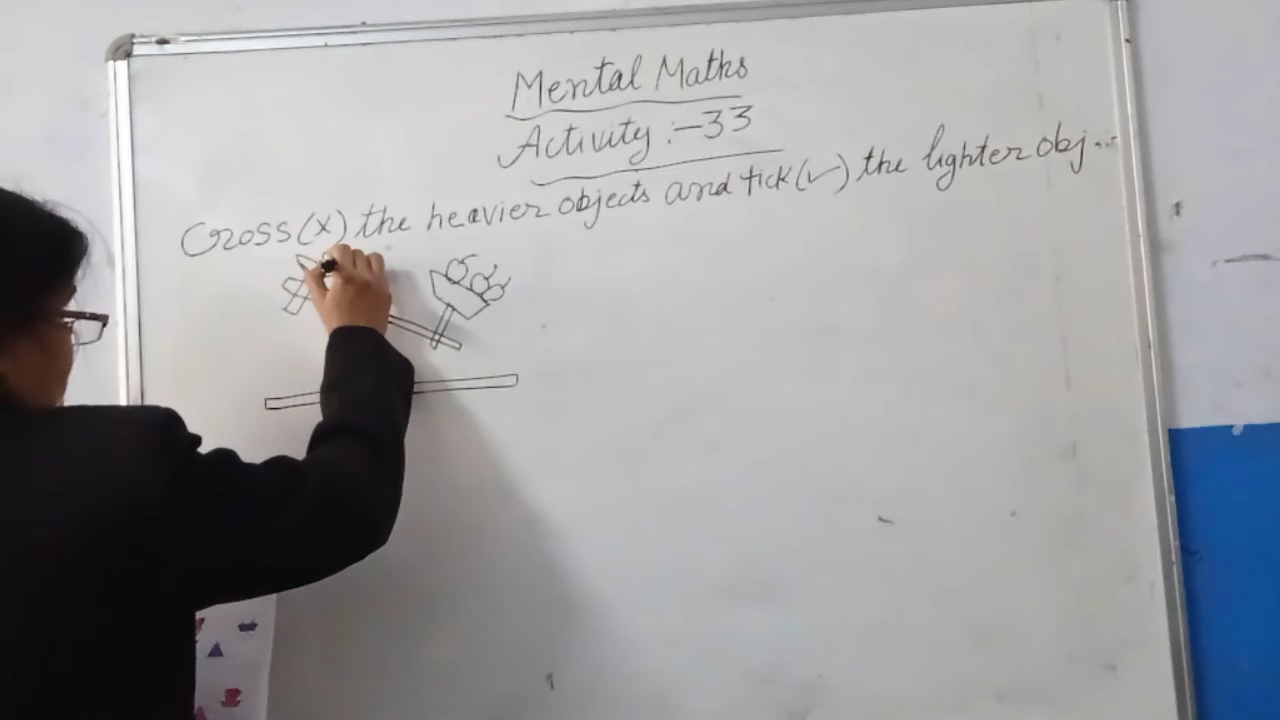 Mental Maths
Activity :- 33
Cross(X) the heavier objects and tick(✓) the lighter obj...